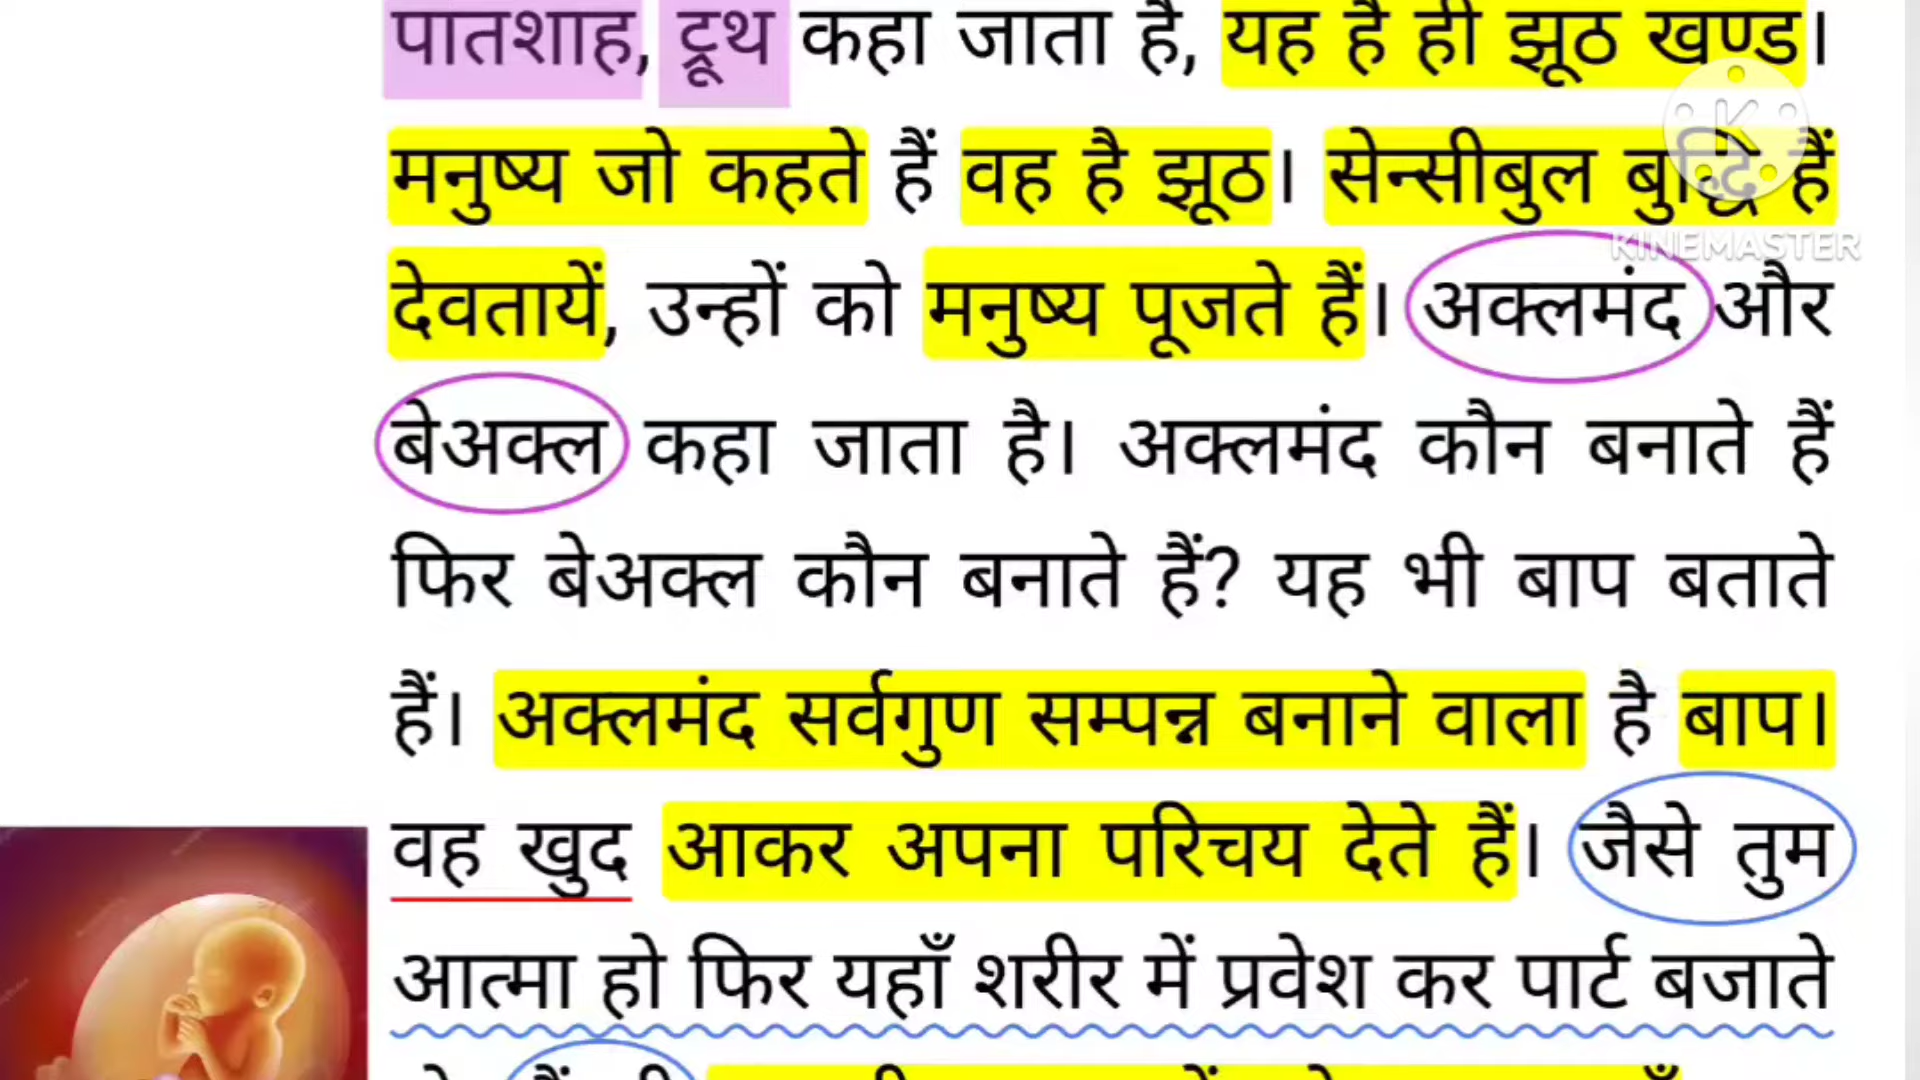 पातशाह, ट्रूथ कहा जाता है, यह है ही झूठ खण्ड।
मनुष्य जो कहते हैं वह है झूठ। सेन्सीबुल बुद्धि हैं
KINEMASTER
देवतायें, उन्हों को मनुष्य पूजते हैं। अक्लमंद और
बेअक्ल कहा जाता है। अक्लमंद कौन बनाते हैं
फिर बेअक्ल कौन बनाते हैं? यह भी बाप बताते
हैं। अक्लमंद सर्वगुण सम्पन्न बनाने वाला है बाप।
वह खुद आकर अपना परिचय देते हैं। जैसे तुम
आत्मा हो फिर यहाँ शरीर में प्रवेश कर पार्ट बजाते